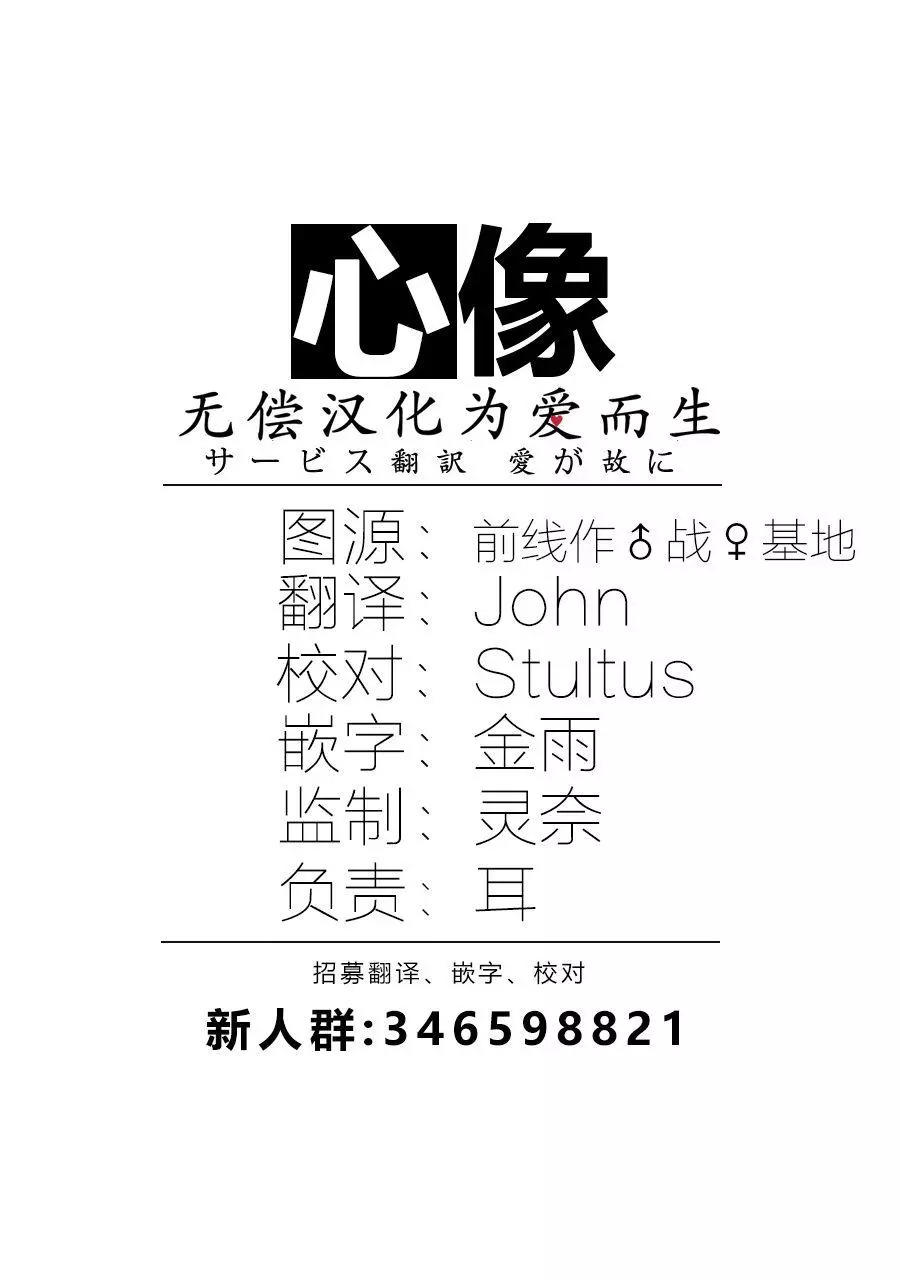 心像
无偿汉化为爱而生
サービス翻訳 愛が故に
图源：前线作♂战♀基地
翻译：John
校对：Stultus
嵌字：金雨
监制：灵奈
负责：耳
招募翻译、嵌字、校对
新人群:346598821